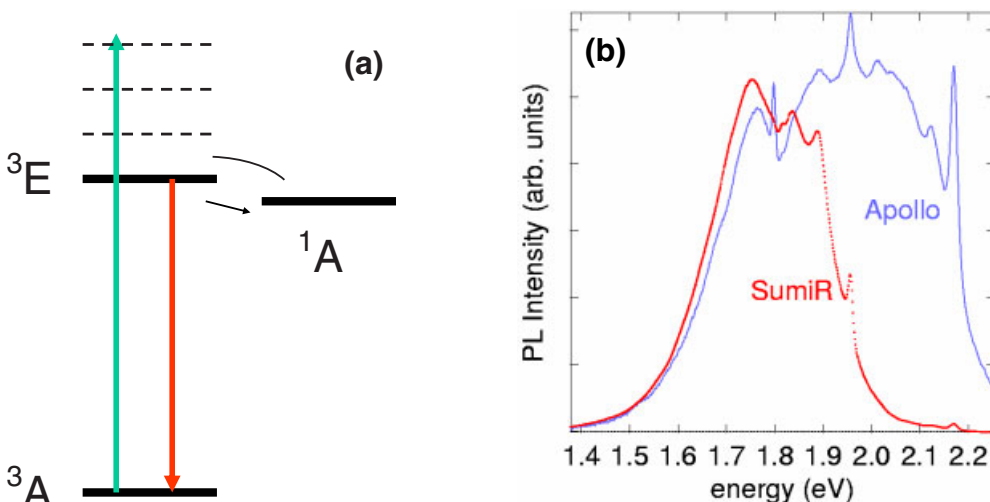 (a)
³E
¹A
³A
(b)
PL Intensity (arb. units)
Apollo
SumiR
1.4 1.5 1.6 1.7 1.8 1.9 2.0 2.1 2.2
energy (eV)